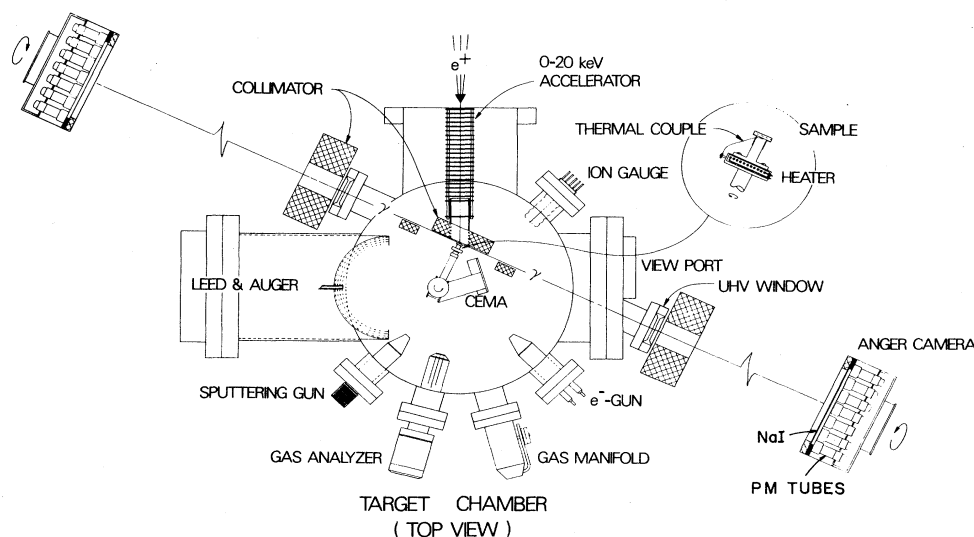 e+
0-20 keV
ACCELERATOR
COLLIMATOR
THERMAL COUPLE
SAMPLE
HEATER
ION GAUGE
γ
VIEW PORT
γ
UHV WINDOW
LEED & AUGER
CEMA
ANGER CAMERA
SPUTTERING GUN
e⁻-GUN
NaI
GAS ANALYZER
GAS MANIFOLD
PM TUBES
TARGET CHAMBER
( TOP VIEW )